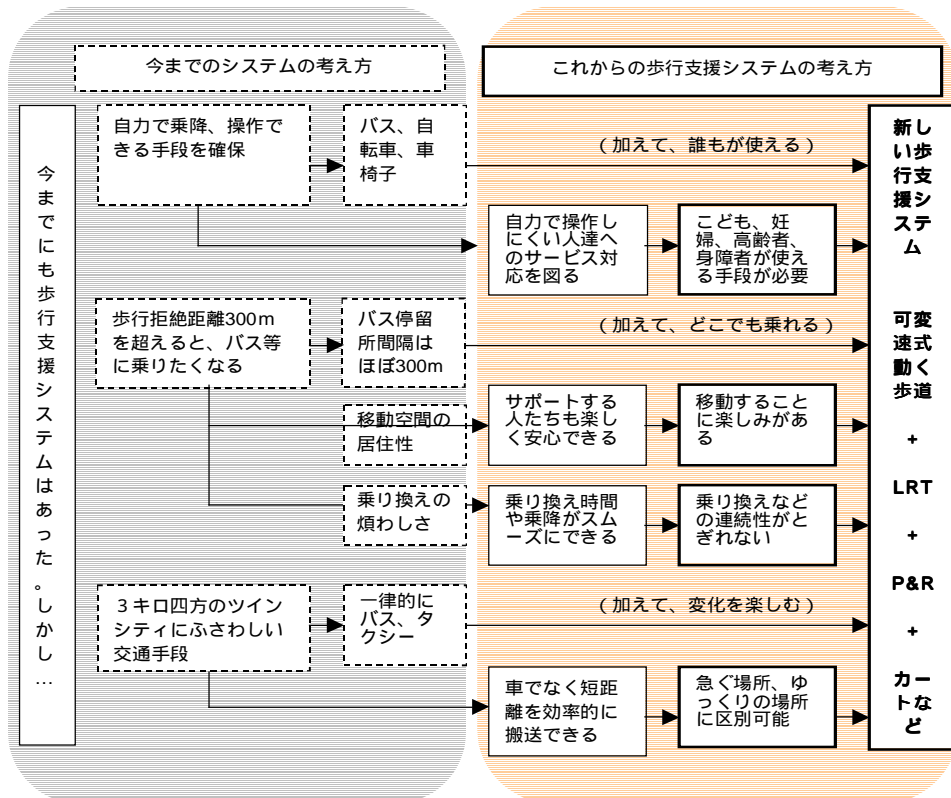 今までのシステムの考え方
これからの歩行支援システムの考え方
今までにも歩行支援システムはあった。しかし…
自力で乗降、操作で
きる手段を確保
バス、自
転車、車
椅子
(加えて、誰もが使える)
自力で操作し
にくい人達へ
のサービス対
応を図る
こども、妊
婦、高齢者、
身障者が使え
る手段が必要
歩行拒絶距離300m
を超えると、バス等
に乗りたくなる
バス停留
所間隔は
ほぼ300m
(加えて、どこでも乗れる)
移動空間の
居住性
サポートする
人たちも楽し
く安心できる
移動すること
に楽しみがあ
る
乗り換えの
煩わしさ
乗り換え時間
や乗降がスム
ーズにできる
乗り換えなど
の連続性がと
ぎれない
3キロ四方のツイン
シティにふさわしい
交通手段
一律的に
バス、タ
クシー
(加えて、変化を楽しむ)
車でなく短距
離を効率的に
搬送できる
急ぐ場所、ゆ
っくりの場所
に区別可能
新し
い歩
行支
援シ
ステ
ム
可変
速式
動く
歩道
+
LRT
+
P&R
+
カー
トな
ど